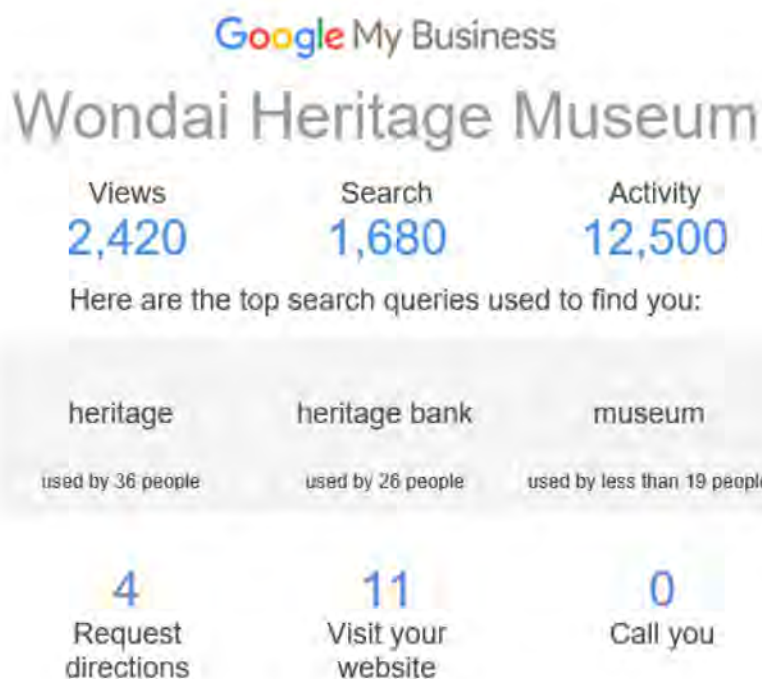 Google My Business
Wondai Heritage Museum
Views Search Activity
2,420 1,680 12,500
Here are the top search queries used to find you:
heritage heritage bank museum
used by 36 people used by 26 people used by less than 19 people
4 11 0
Request Visit your Call you
directions website